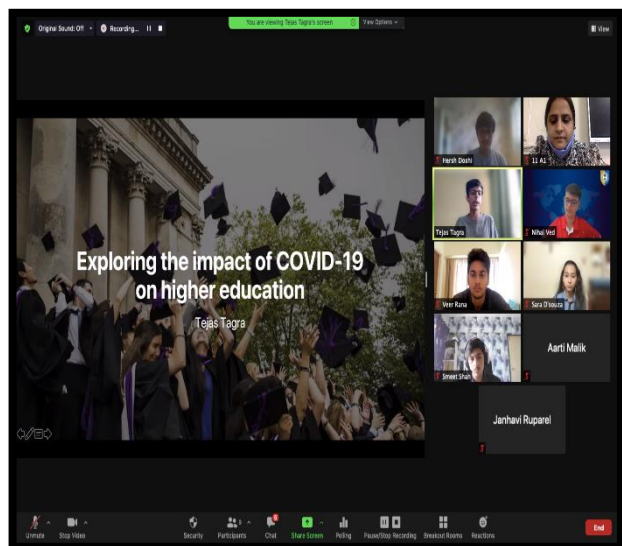 Original Sound: Off
Recording...
You are viewing Tejas Tagra's screen
View Options
View
Exploring the impact of COVID-19
on higher education
Tejas Tagra
Hersh Doshi
11 A1
Tejas Tagra
Nihal Ved
Veer Rana
Sara D'souza
Smeet Shah
Aarti Malik
Janhavi Ruparel
Unmute
Stop Video
Security
Participants
9
Chat
Share Screen
Polling
Pause/Stop Recording
Breakout Rooms
Reactions
End